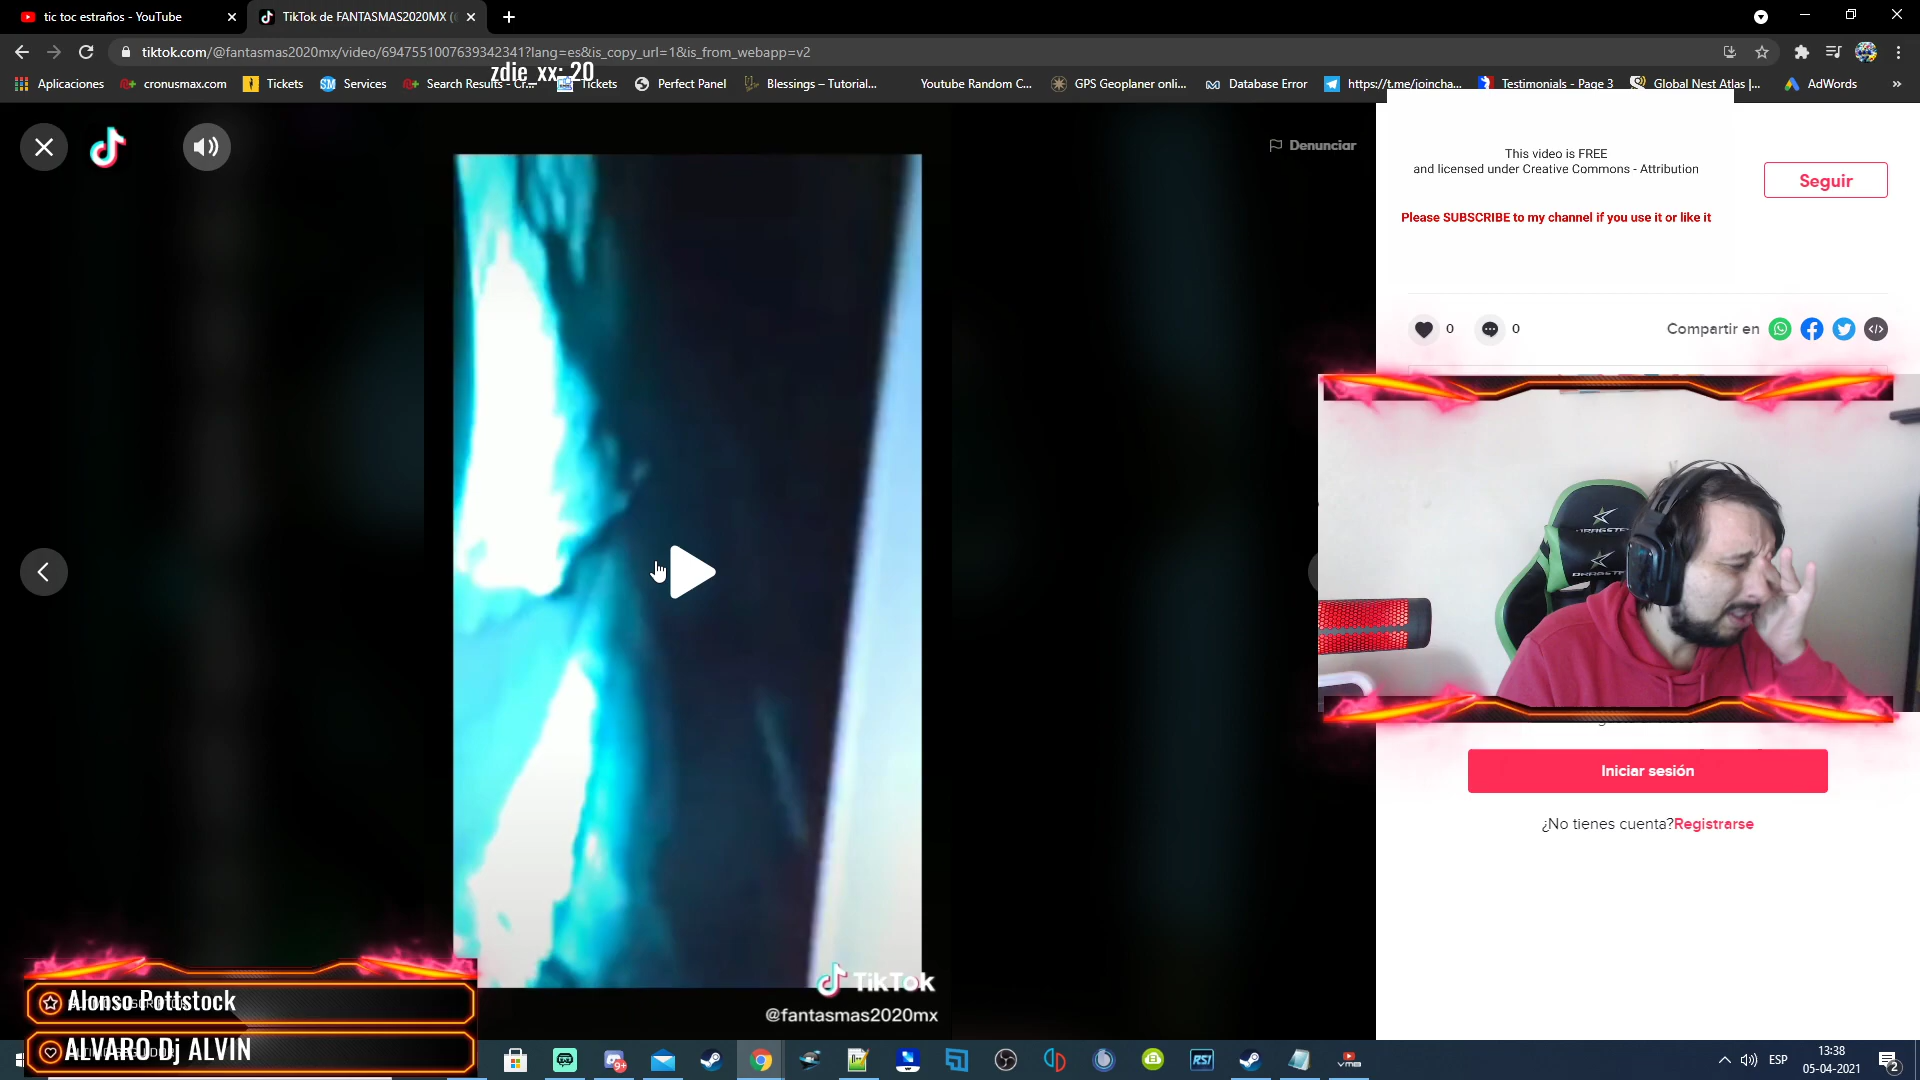 tic toc estraños - YouTube
TikTok de FANTASMAS2020MX (
tiktok.com/@fantasmas2020mx/video/6947551007639342341?lang=es&is_copy_url=1&is_from_webapp=v2
zdie_xx: 20
Aplicaciones
cronusmax.com
Tickets
Services
Search Results - Cr...
Tickets
Perfect Panel
Blessings – Tutorial...
Youtube Random C...
GPS Geoplaner onli...
Database Error
https://t.me/joincha...
Testimonials - Page 3
Global Nest Atlas |...
AdWords
»
Denunciar
This video is FREE
and licensed under Creative Commons - Attribution
Please SUBSCRIBE to my channel if you use it or like it
Seguir
0
0
Compartir en
Iniciar sesión
¿No tienes cuenta?Registrarse
TikTok
@fantasmas2020mx
Alonso Pottstock
ALVARO Dj ALVIN
9+
RSI
ESP
13:38
05-04-2021
2